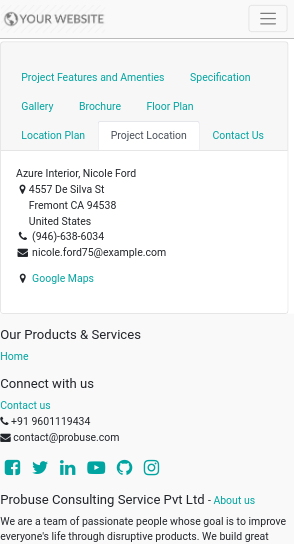 YOUR WEBSITE
Project Features and Amenties Specification
Gallery Brochure Floor Plan
Location Plan Project Location Contact Us
Azure Interior, Nicole Ford
4557 De Silva St
Fremont CA 94538
United States
(946)-638-6034
nicole.ford75@example.com
Google Maps
Our Products & Services
Home
Connect with us
Contact us
+91 9601119434
contact@probuse.com
Probuse Consulting Service Pvt Ltd - About us
We are a team of passionate people whose goal is to improve
everyone's life through disruptive products. We build great